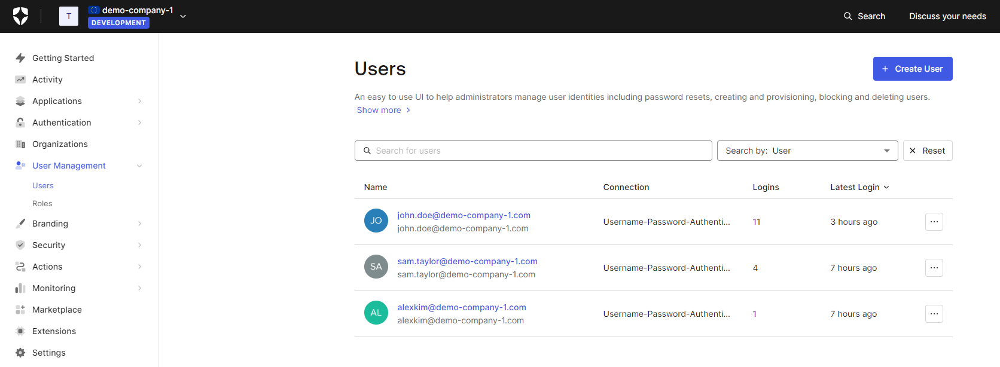 T
demo-company-1
DEVELOPMENT
Search
Discuss your needs
Getting Started
Activity
Applications
Authentication
Organizations
User Management
Users
Roles
Branding
Security
Actions
Monitoring
Marketplace
Extensions
Settings
Users
+ Create User
An easy to use UI to help administrators manage user identities including password resets, creating and provisioning, blocking and deleting users.
Show more
Search for users
Search by: User
Reset
Name Connection Logins Latest Login
JO
john.doe@demo-company-1.com
john.doe@demo-company-1.com
Username-Password-Authenti... 11 3 hours ago ...
SA
sam.taylor@demo-company-1.com
sam.taylor@demo-company-1.com
Username-Password-Authenti... 4 7 hours ago ...
AL
alexkim@demo-company-1.com
alexkim@demo-company-1.com
Username-Password-Authenti... 1 7 hours ago ...